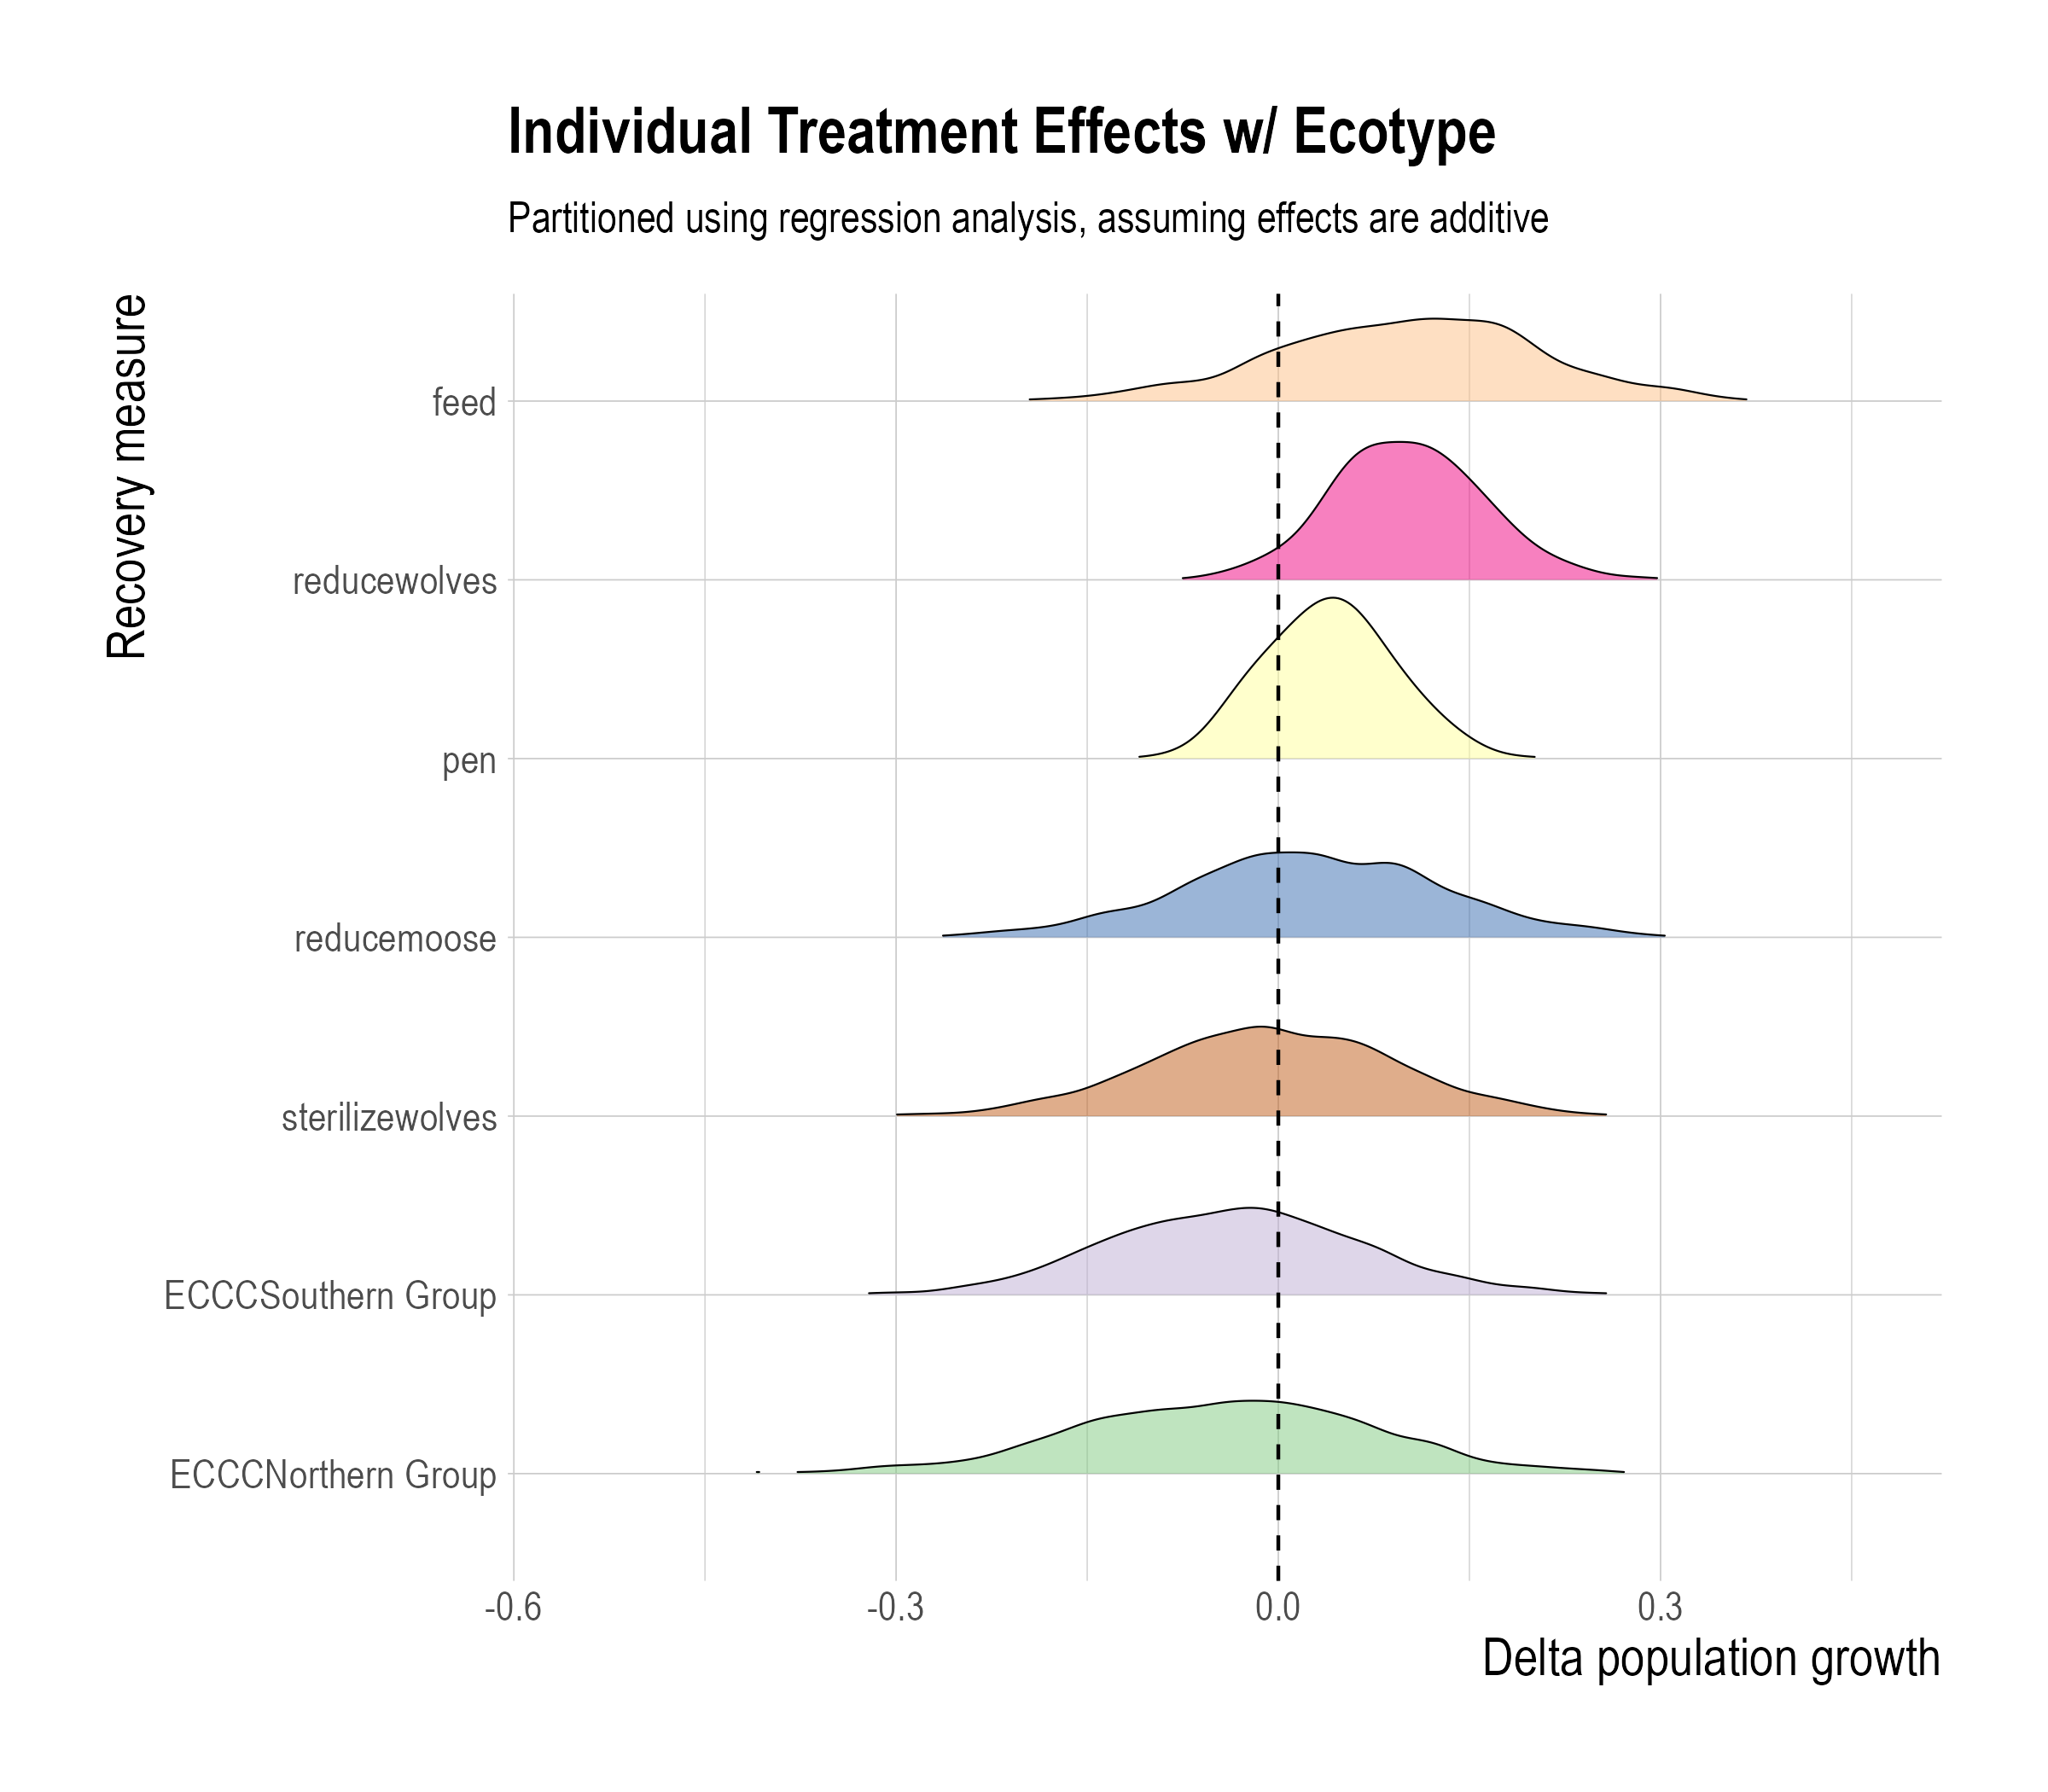 Individual Treatment Effects w/ Ecotype
Partitioned using regression analysis, assuming effects are additive
Recovery measure
feed
reducewolves
pen
reducemoose
sterilizewolves
ECCCSouthern Group
ECCCNorthern Group
-0.6
-0.3
0.0
0.3
Delta population growth